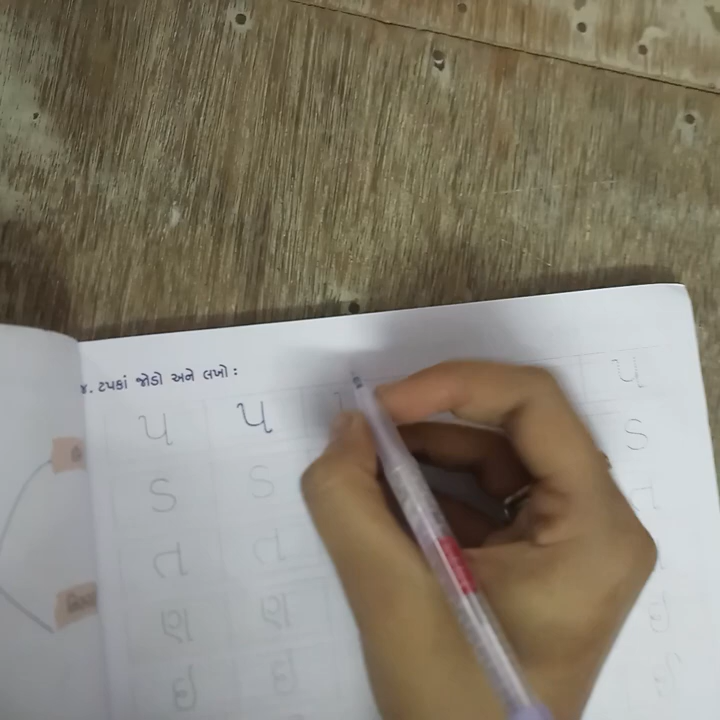 ૪. ટપકાં જોડો અને લખો :
પ પ પ
ડ ડ ડ
ત ત ત
ણ ણ ણ
ઇ ઇ ઇ